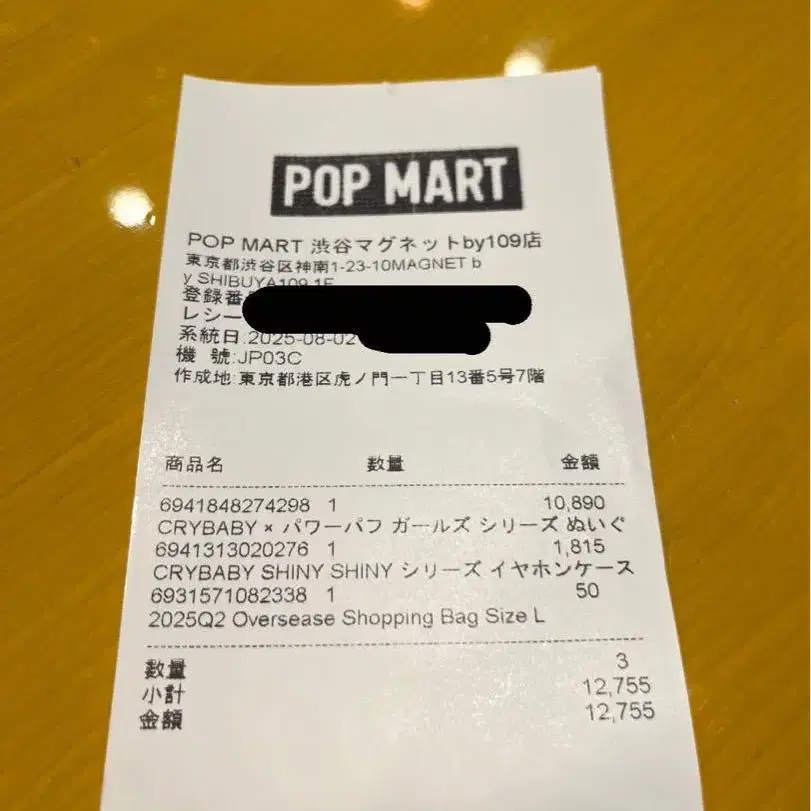 POP MART
POP MART 渋谷マグネットby109店
東京都渋谷区神南1-23-10MAGNET b
y SHIBUYA109 1F
登録番
レシー
系統日:2025-08-02
機 號:JP03C
作成地:東京都港区虎ノ門一丁目13番5号7階
商品名 数量 金額
6941848274298 1 10,890
CRYBABY × パワーパフ ガールズ シリーズ ぬいぐ
6941313020276 1 1,815
CRYBABY SHINY SHINY シリーズ イヤホンケース
6931571082338 1 50
2025Q2 Oversease Shopping Bag Size L
数量 3
小計 12,755
金額 12,755